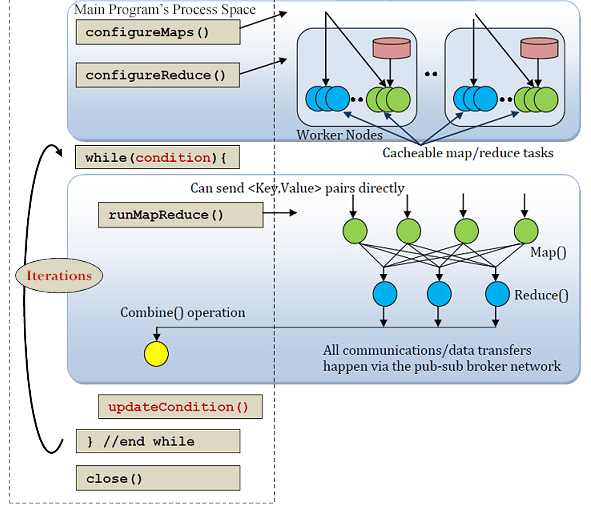 Main Program's Process Space
configureMaps()
configureReduce()
Worker Nodes
Cacheable map/reduce tasks
while(condition){
Can send <Key,Value> pairs directly
runMapReduce()
Map()
Iterations
Reduce()
Combine() operation
All communications/data transfers
happen via the pub-sub broker network
updateCondition()
} //end while
close()